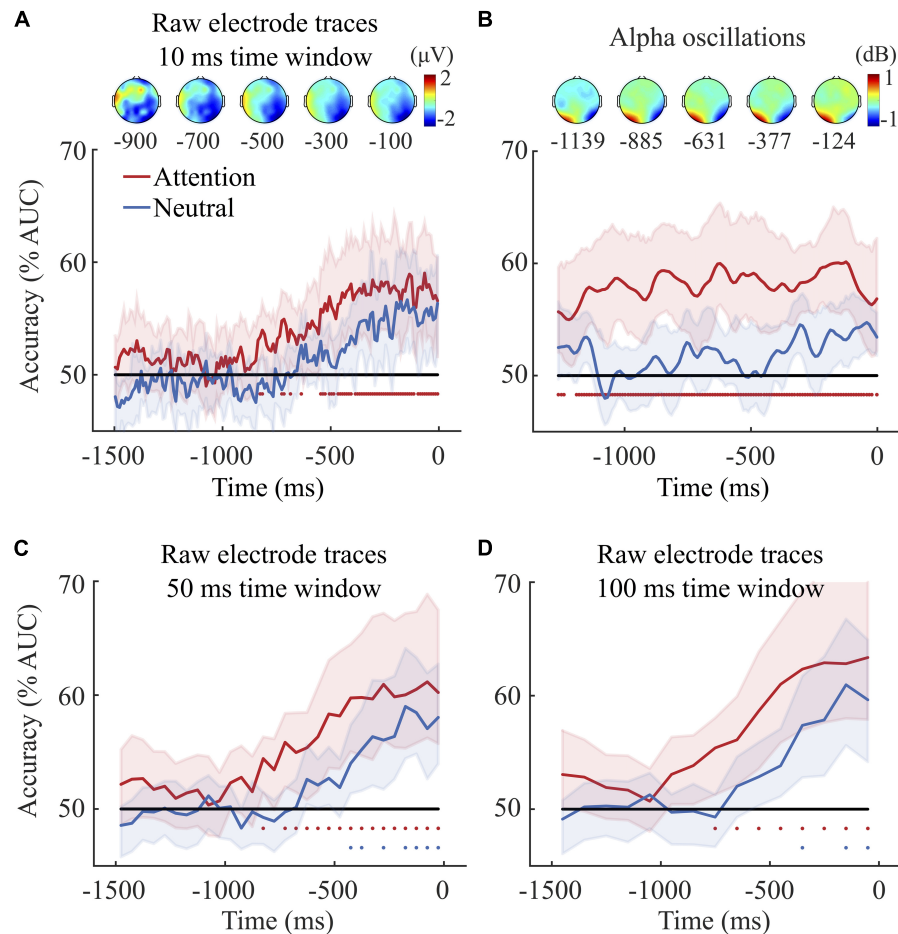 A
Raw electrode traces
10 ms time window
(μV)
2
-2
-900 -700 -500 -300 -100
70
60
50
Accuracy (% AUC)
Attention
Neutral
-1500 -1000 -500 0
Time (ms)
B
Alpha oscillations
(dB)
1
-1
-1139 -885 -631 -377 -124
70
60
50
-1000 -500 0
Time (ms)
C
Raw electrode traces
50 ms time window
70
60
50
Accuracy (% AUC)
-1500 -1000 -500 0
Time (ms)
D
Raw electrode traces
100 ms time window
70
60
50
-1500 -1000 -500 0
Time (ms)